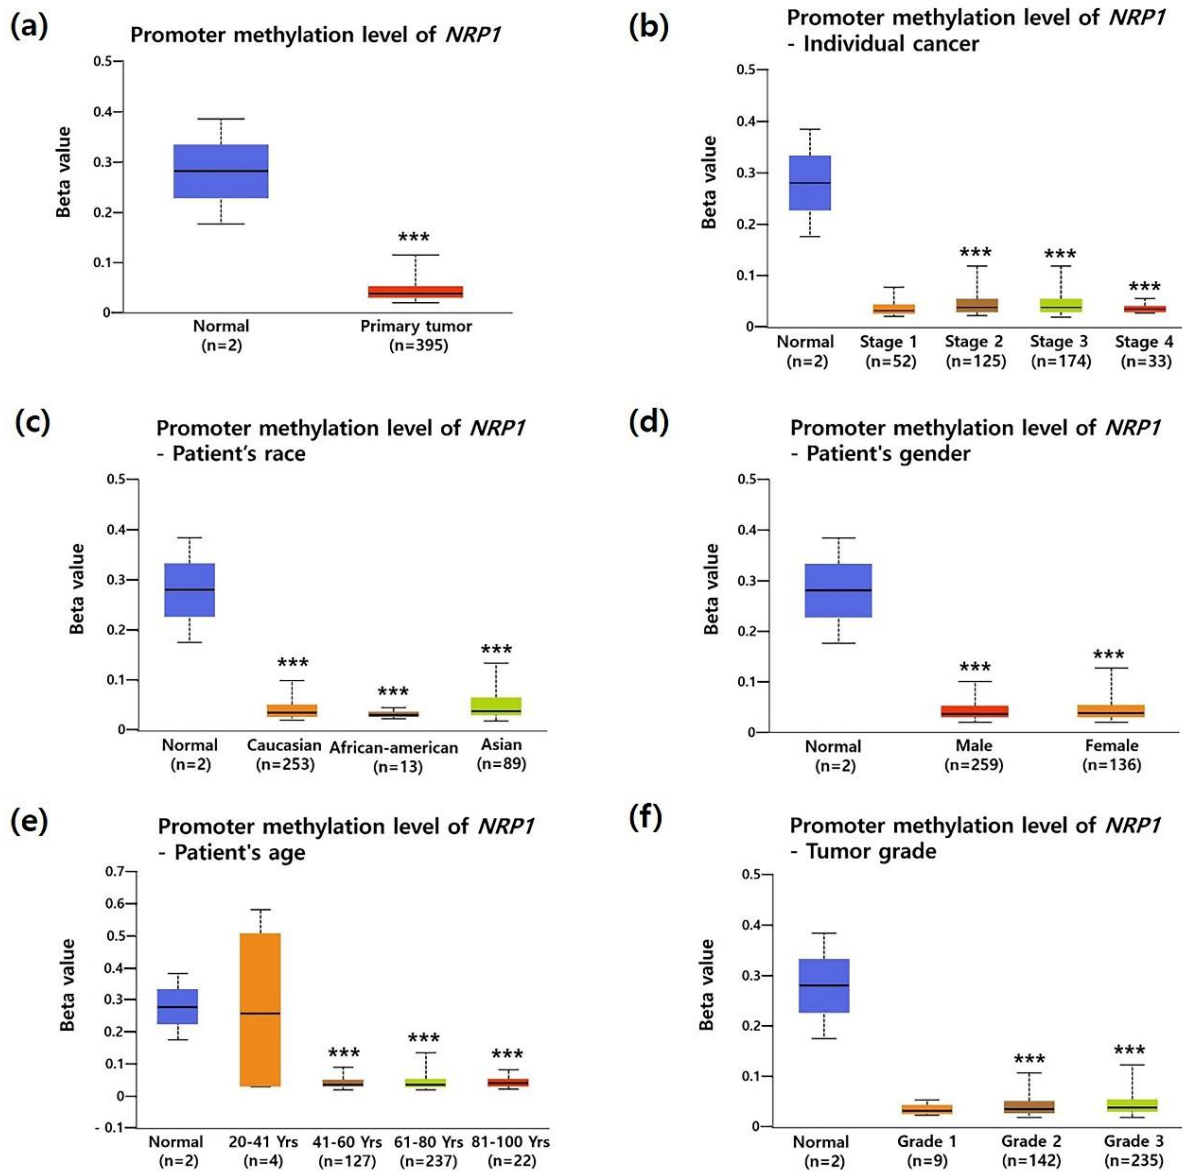 (a)
Promoter methylation level of NRP1
0.5
0.4
0.3
0.2
0.1
0
Beta value
***
Normal
(n=2)
Primary tumor
(n=395)
(b)
Promoter methylation level of NRP1
- Individual cancer
0.5
0.4
0.3
0.2
0.1
0
Beta value
*** *** ***
Normal
(n=2)
Stage 1
(n=52)
Stage 2
(n=125)
Stage 3
(n=174)
Stage 4
(n=33)
(c)
Promoter methylation level of NRP1
- Patient’s race
0.5
0.4
0.3
0.2
0.1
0
Beta value
*** *** ***
Normal
(n=2)
Caucasian
(n=253)
African-american
(n=13)
Asian
(n=89)
(d)
Promoter methylation level of NRP1
- Patient's gender
0.5
0.4
0.3
0.2
0.1
0
Beta value
*** ***
Normal
(n=2)
Male
(n=259)
Female
(n=136)
(e)
Promoter methylation level of NRP1
- Patient's age
0.7
0.5
0.4
0.3
0.2
0.1
0
- 0.1
Beta value
*** *** ***
Normal
(n=2)
20-41 Yrs
(n=4)
41-60 Yrs
(n=127)
61-80 Yrs
(n=237)
81-100 Yrs
(n=22)
(f)
Promoter methylation level of NRP1
- Tumor grade
0.5
0.4
0.3
0.2
0.1
0
Beta value
*** ***
Normal
(n=2)
Grade 1
(n=9)
Grade 2
(n=142)
Grade 3
(n=235)